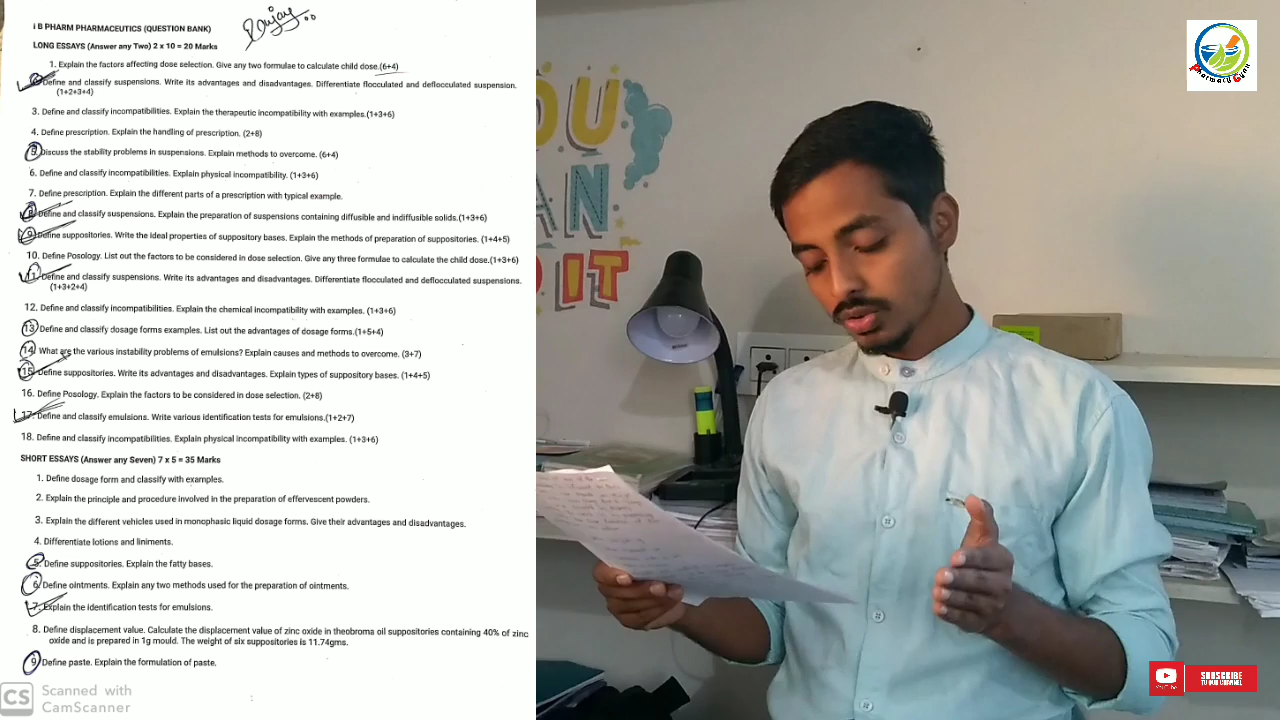 I B PHARM PHARMACEUTICS (QUESTION BANK)
LONG ESSAYS (Answer any Two) 2 x 10 = 20 Marks
1. Explain the factors affecting dose selection. Give any two formulae to calculate child dose.(6+4)
Define and classify suspensions. Write its advantages and disadvantages. Differentiate flocculated and deflocculated suspension.
(1+2+3+4)
3. Define and classify incompatibilities. Explain the therapeutic incompatibility with examples.(1+3+6)
4. Define prescription. Explain the handling of prescription. (2+8)
5. Discuss the stability problems in suspensions. Explain methods to overcome. (6+4)
6. Define and classify incompatibilities. Explain physical incompatibility. (1+3+6)
7. Define prescription. Explain the different parts of a prescription with typical example.
8. Define and classify suspensions. Explain the preparation of suspensions containing diffusible and indiffusible solids.(1+3+6)
9. Define suppositories. Write the ideal properties of suppository bases. Explain the methods of preparation of suppositories. (1+4+5)
10. Define Posology. List out the factors to be considered in dose selection. Give any three formulae to calculate the child dose.(1+3+6)
11. Define and classify suspensions. Write its advantages and disadvantages. Differentiate flocculated and deflocculated suspensions.
(1+3+2+4)
12. Define and classify incompatibilities. Explain the chemical incompatibility with examples. (1+3+6)
13. Define and classify dosage forms examples. List out the advantages of dosage forms.(1+5+4)
14. What are the various instability problems of emulsions? Explain causes and methods to overcome. (3+7)
15. Define suppositories. Write its advantages and disadvantages. Explain types of suppository bases. (1+4+5)
16. Define Posology. Explain the factors to be considered in dose selection. (2+8)
17. Define and classify emulsions. Write various identification tests for emulsions.(1+2+7)
18. Define and classify incompatibilities. Explain physical incompatibility with examples. (1+3+6)
SHORT ESSAYS (Answer any Seven) 7 x 5 = 35 Marks
1. Define dosage form and classify with examples.
2. Explain the principle and procedure involved in the preparation of effervescent powders.
3. Explain the different vehicles used in monophasic liquid dosage forms. Give their advantages and disadvantages.
4. Differentiate lotions and liniments.
5. Define suppositories. Explain the fatty bases.
6. Define ointments. Explain any two methods used for the preparation of ointments.
7. Explain the identification tests for emulsions.
8. Define displacement value. Calculate the displacement value of zinc oxide in theobroma oil suppositories containing 40% of zinc
oxide and is prepared in 1g mould. The weight of six suppositories is 11.74gms.
9. Define paste. Explain the formulation of paste.
CS Scanned with
CamScanner
YOU
AN
DO IT
Pharmacy Gyan
SUBSCRIBE
TO OUR CHANNEL